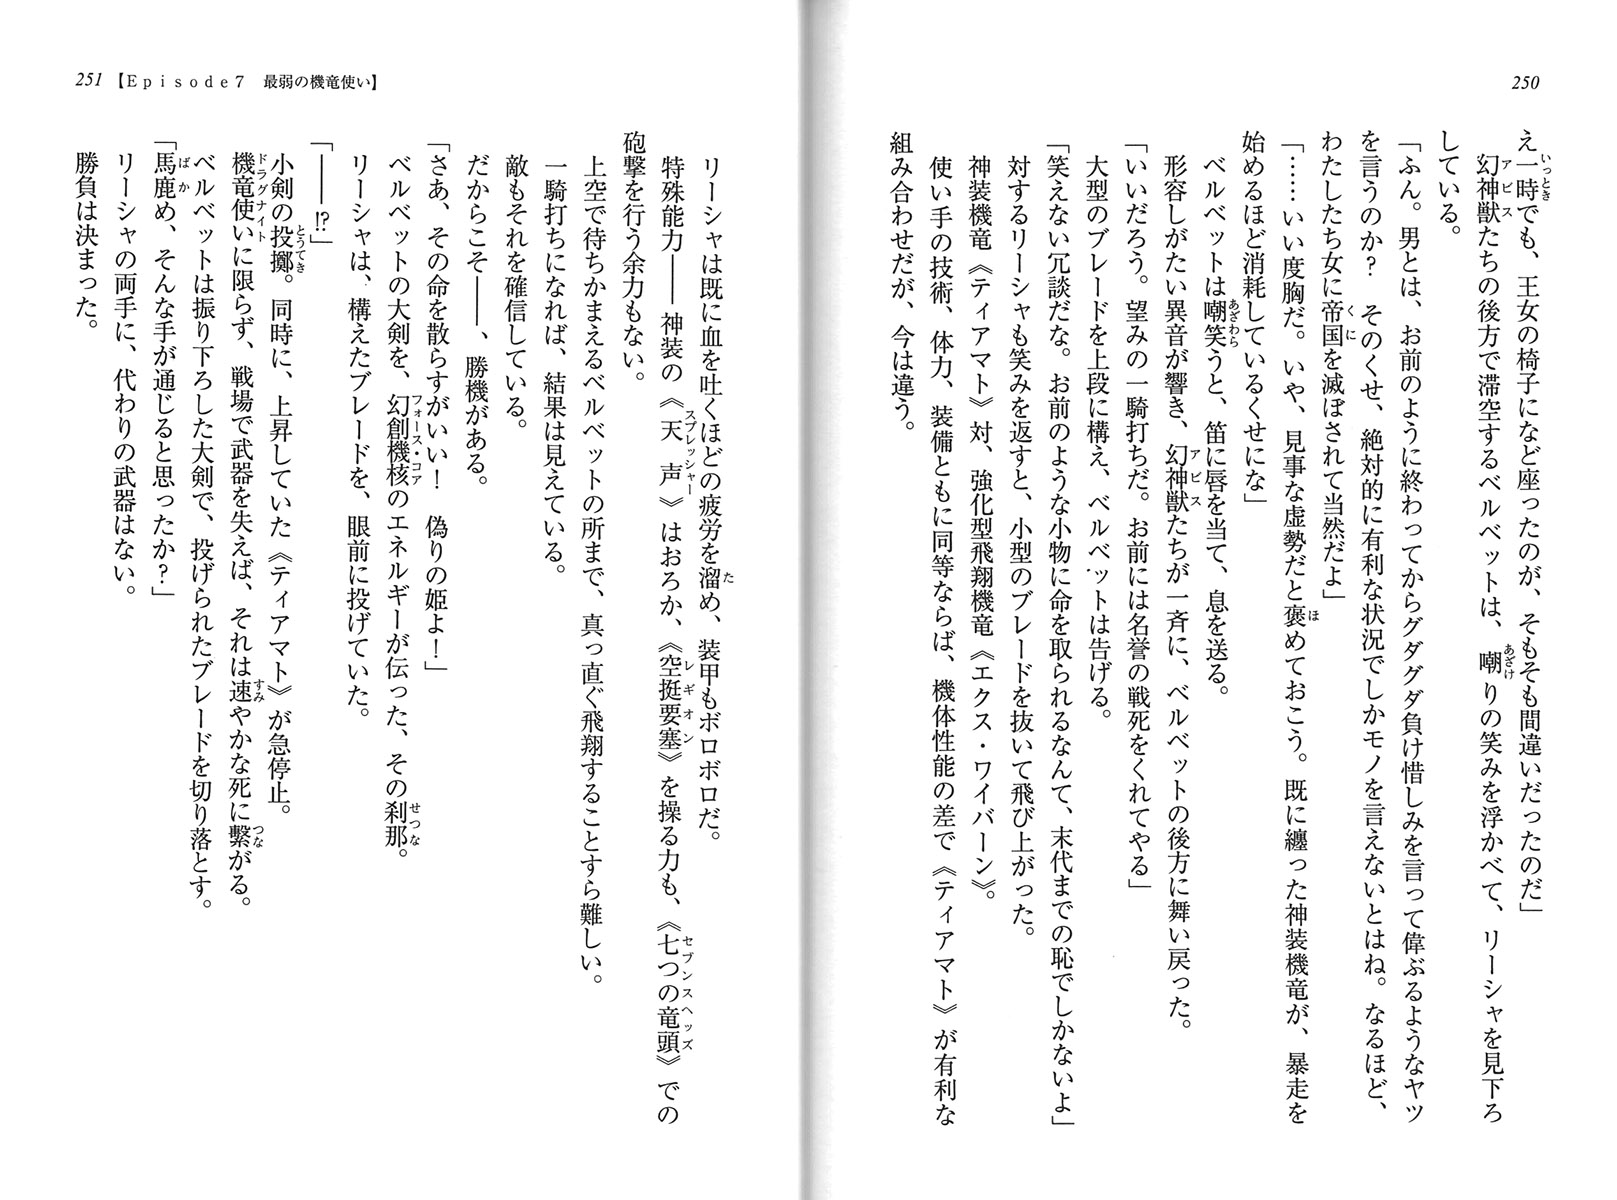 250
え一時でも、王女の椅子になど座ったのが、そもそも間違いだったのだ」
幻神獣たちの後方で滞空するベルベットは、嘲りの笑みを浮かべて、リーシャを見下ろ
している。
「ふん。男とは、お前のように終わってからグダグダ負け惜しみを言って偉ぶるようなヤツ
を言うのか？　そのくせ、絶対的に有利な状況でしかモノを言えないとはね。なるほど、
わたしたち女に帝国を滅ぼされて当然だよ」
「……いい度胸だ。いや、見事な虚勢だと褒めておこう。既に纏った神装機竜が、暴走を
始めるほど消耗しているくせにな」
ベルベットは嘲笑うと、笛に唇を当て、息を送る。
形容しがたい異音が響き、幻神獣たちが一斉に、ベルベットの後方に舞い戻った。
「いいだろう。望みの一騎打ちだ。お前には名誉の戦死をくれてやる」
大型のブレードを上段に構え、ベルベットは告げる。
「笑えない冗談だな。お前のような小物に命を取られるなんて、末代までの恥でしかないよ」
対するリーシャも笑みを返すと、小型のブレードを抜いて飛び上がった。
神装機竜《ティアマト》対、強化型飛翔機竜《エクス・ワイバーン》。
使い手の技術、体力、装備ともに同等ならば、機体性能の差で《ティアマト》が有利な
組み合わせだが、今は違う。
251【Episode7　最弱の機竜使い】
リーシャは既に血を吐くほどの疲労を溜め、装甲もボロボロだ。
特殊能力――神装の《天声》はおろか、《空挺要塞》を操る力も、《七つの竜頭》での
砲撃を行う余力もない。
上空で待ちかまえるベルベットの所まで、真っ直ぐ飛翔することすら難しい。
一騎打ちになれば、結果は見えている。
敵もそれを確信している。
だからこそ――、勝機がある。
「さあ、その命を散らすがいい！　偽りの姫よ！」
ベルベットの大剣を、幻創機核のエネルギーが伝った、その刹那。
リーシャは、構えたブレードを、眼前に投げていた。
「――!?」
小剣の投擲。同時に、上昇していた《ティアマト》が急停止。
機竜使いに限らず、戦場で武器を失えば、それは速やかな死に繋がる。
ベルベットは振り下ろした大剣で、投げられたブレードを切り落とす。
「馬鹿め、そんな手が通じると思ったか？」
リーシャの両手に、代わりの武器はない。
勝負は決まった。